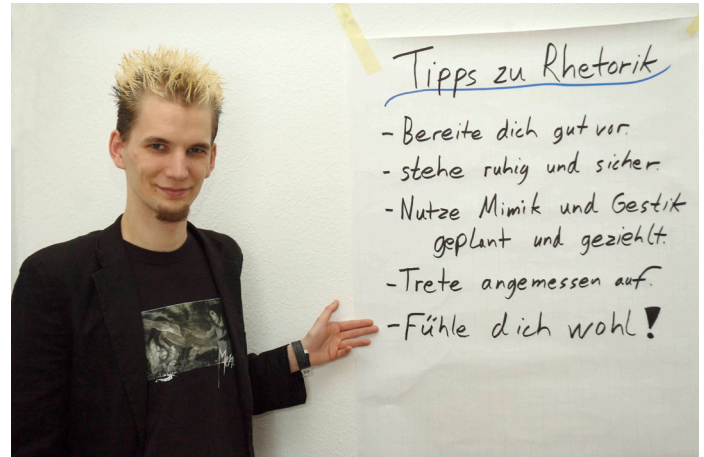 Tipps zu Rhetorik
- Bereite dich gut vor.
- stehe ruhig und sicher.
- Nutze Mimik und Gestik
geplant und geziehlt.
- Trete angemessen auf.
- Fühle dich wohl!